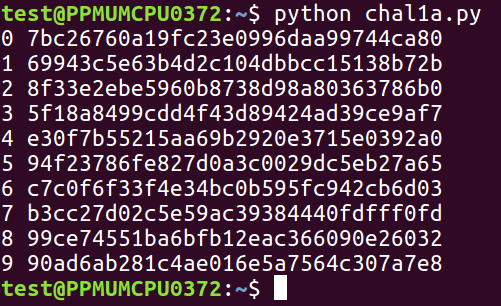 test@PPMUMCPU0372:~$ python chal1a.py
0 7bc26760a19fc23e0996daa99744ca80
1 69943c5e63b4d2c104dbbcc15138b72b
2 8f33e2ebe5960b8738d98a80363786b0
3 5f18a8499cdd4f43d89424ad39ce9af7
4 e30f7b55215aa69b2920e3715e0392a0
5 94f23786fe827d0a3c0029dc5eb27a65
6 c7c0f6f33f4e34bc0b595fc942cb6d03
7 b3cc27d02c5e59ac39384440fdfff0fd
8 99ce74551ba6bfb12eac366090e26032
9 90ad6ab281c4ae016e5a7564c307a7e8
test@PPMUMCPU0372:~$